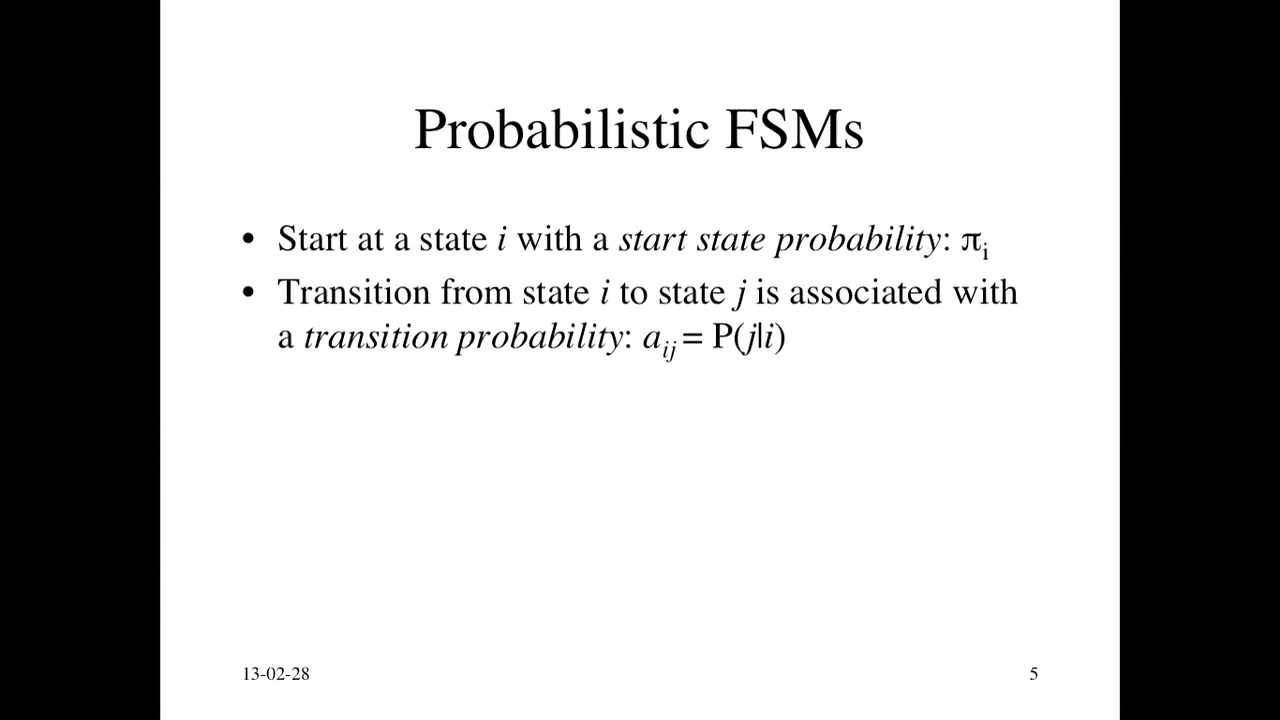 Probabilistic FSMs
• Start at a state i with a start state probability: πi
• Transition from state i to state j is associated with
a transition probability: aij = P(j|i)
13-02-28
5